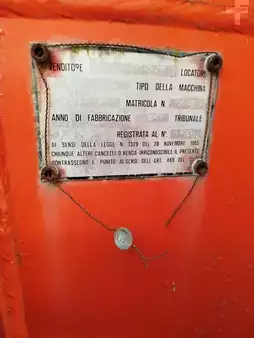 VENDITORE LOCATORE
TIPO DELLA MACCHINA
MATRICOLA N.
ANNO DI FABBRICAZIONE TRIBUNALE
REGISTRATA AL N.
AI SENSI DELLA LEGGE N. 1329 DEL 28 NOVEMBRE 1965
CHIUNQUE ALTERI CANCELLI O RENDA IRRICONOSCIBILE IL PRESENTE
CONTRASSEGNO E PUNITO AI SENSI DELL ART. 469 DEL